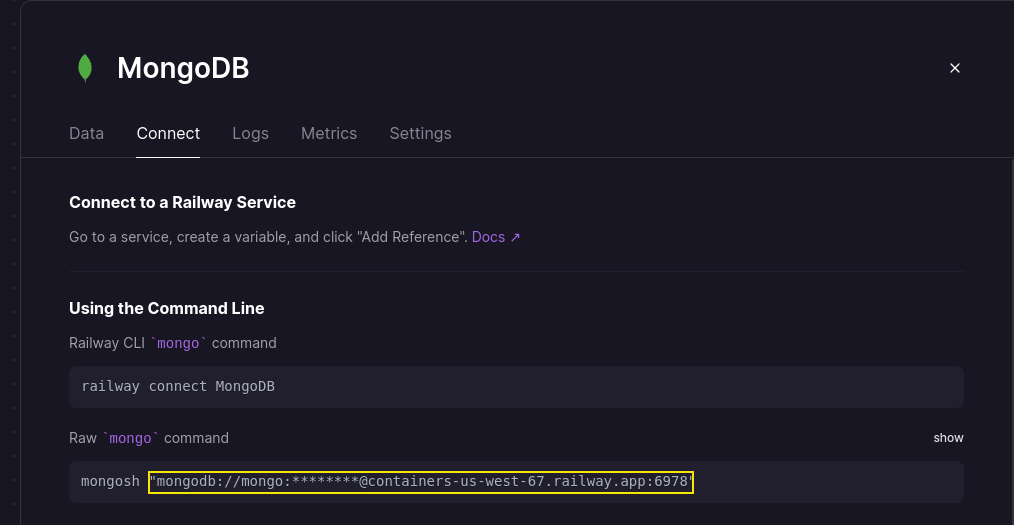 MongoDB
Data Connect Logs Metrics Settings
Connect to a Railway Service
Go to a service, create a variable, and click "Add Reference". Docs ↗
Using the Command Line
Railway CLI `mongo` command
railway connect MongoDB
Raw `mongo` command show
mongosh "mongodb://mongo:********@containers-us-west-67.railway.app:6978"